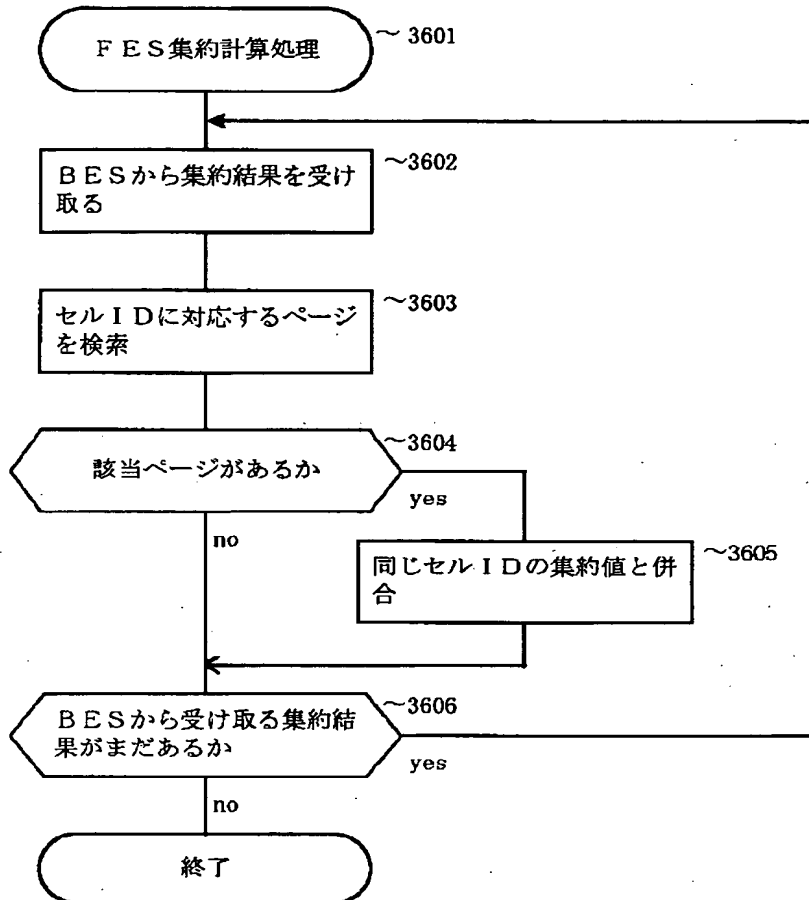 ＦＥＳ集約計算処理
～3601
ＢＥＳから集約結果を受け
取る
～3602
セルＩＤに対応するページ
を検索
～3603
該当ページがあるか
～3604
yes
no
同じセルＩＤの集約値と併
合
～3605
ＢＥＳから受け取る集約結
果がまだあるか
～3606
yes
no
終了